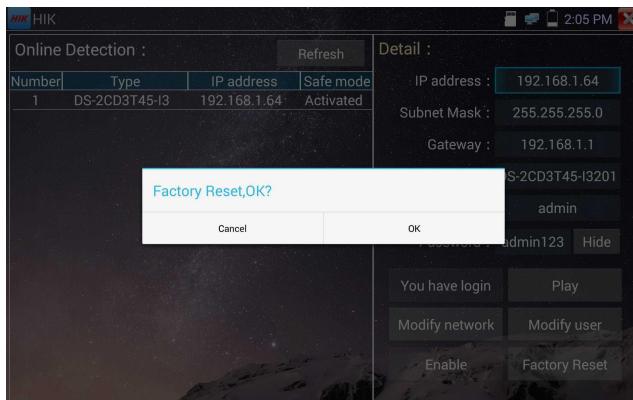 HIK HIK 2:05 PM
Online Detection : Refresh
Number Type IP address Safe mode
1 DS-2CD3T45-I3 192.168.1.64 Activated
Detail :
IP address : 192.168.1.64
Subnet Mask : 255.255.255.0
Gateway : 192.168.1.1
DS-2CD3T45-I3201
admin
Password : admin123 Hide
You have login Play
Modify network Modify user
Enable Factory Reset
Factory Reset,OK?
Cancel OK